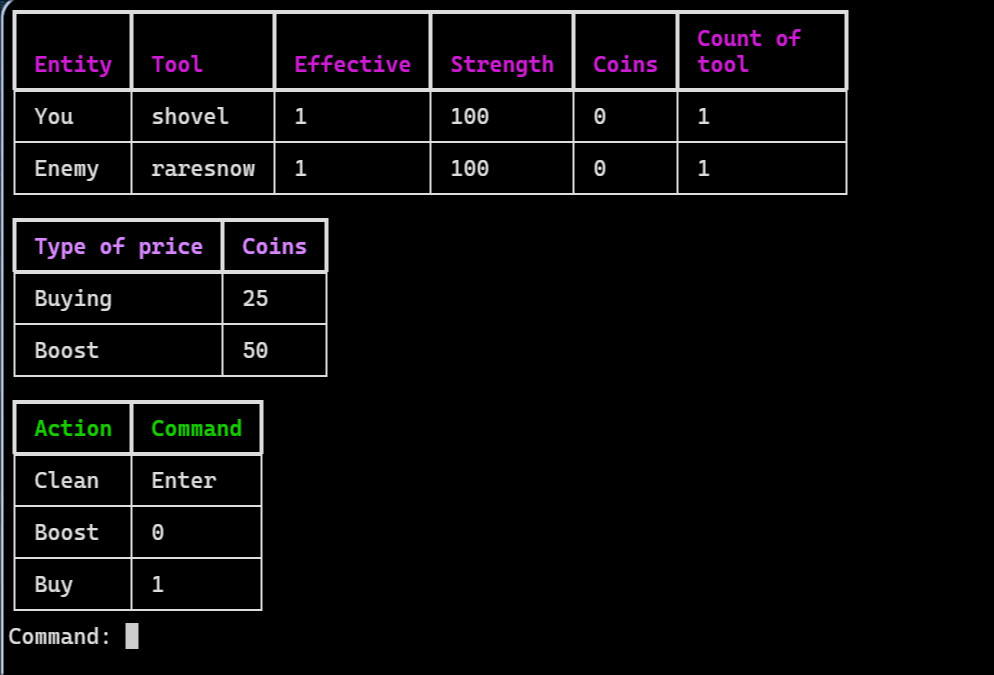 Entity Tool Effective Strength Coins Count of tool
You shovel 1 100 0 1
Enemy raresnow 1 100 0 1
Type of price Coins
Buying 25
Boost 50
Action Command
Clean Enter
Boost 0
Buy 1
Command: